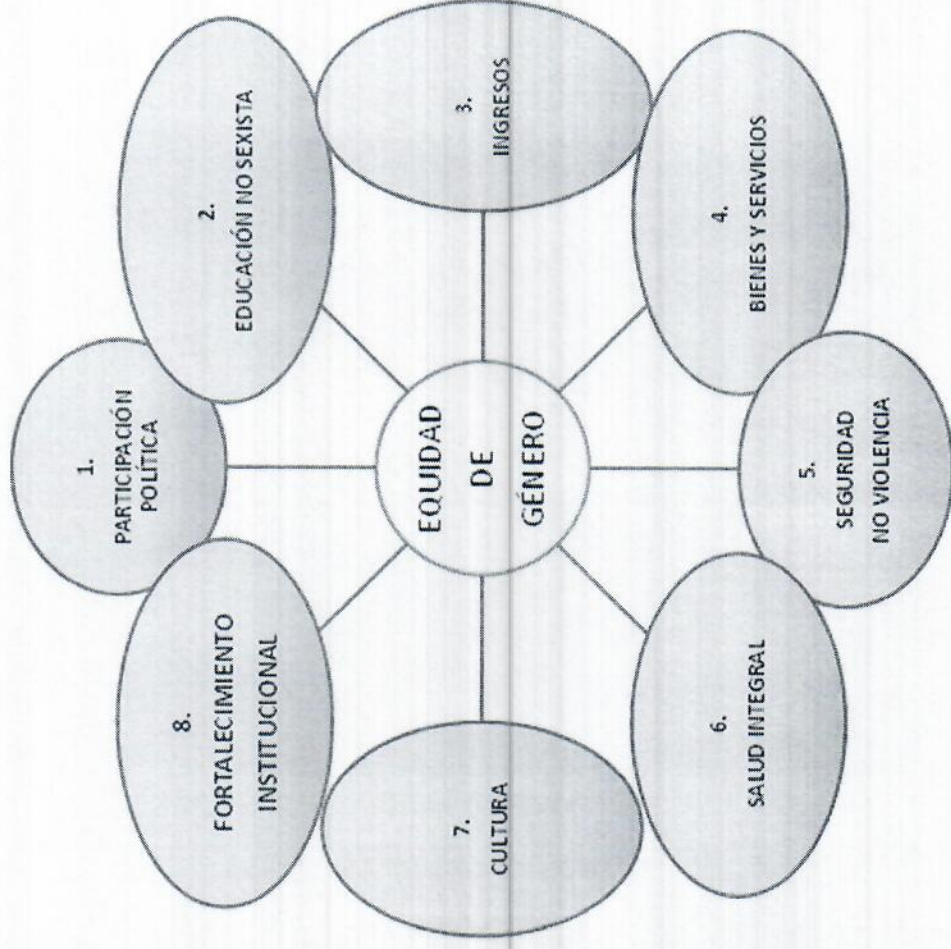 1.
PARTICIPACIÓN
POLÍTICA
2.
EDUCACIÓN NO SEXISTA
3.
INGRESOS
4.
BIENES Y SERVICIOS
5.
SEGURIDAD
NO VIOLENCIA
6.
SALUD INTEGRAL
7.
CULTURA
8.
FORTALECIMIENTO
INSTITUCIONAL
EQUIDAD
DE
GÉNERO